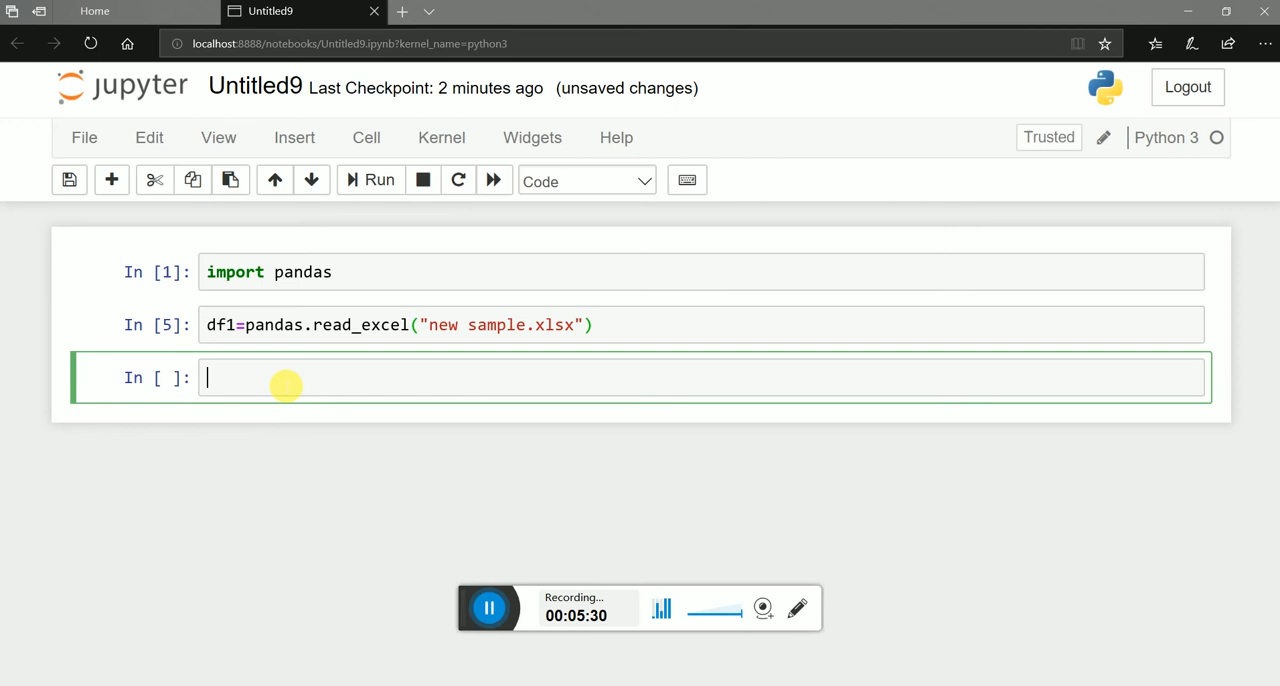 Home
Untitled9
localhost:8888/notebooks/Untitled9.ipynb?kernel_name=python3
jupyter Untitled9 Last Checkpoint: 2 minutes ago (unsaved changes)
Logout
File Edit View Insert Cell Kernel Widgets Help
Trusted
Python 3
Run
Code
In [1]: import pandas
In [5]: df1=pandas.read_excel("new sample.xlsx")
In [ ]:
Recording...
00:05:30